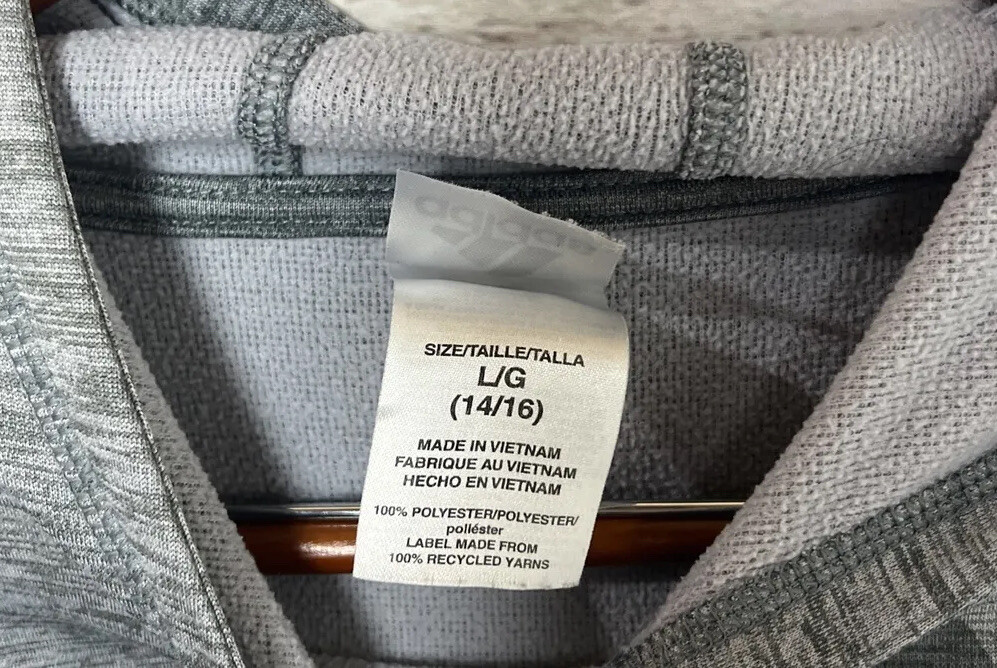 adidas
SIZE/TAILLE/TALLA
L/G
(14/16)
MADE IN VIETNAM
FABRIQUE AU VIETNAM
HECHO EN VIETNAM
100% POLYESTER/POLYESTER/
poliéster
LABEL MADE FROM
100% RECYCLED YARNS